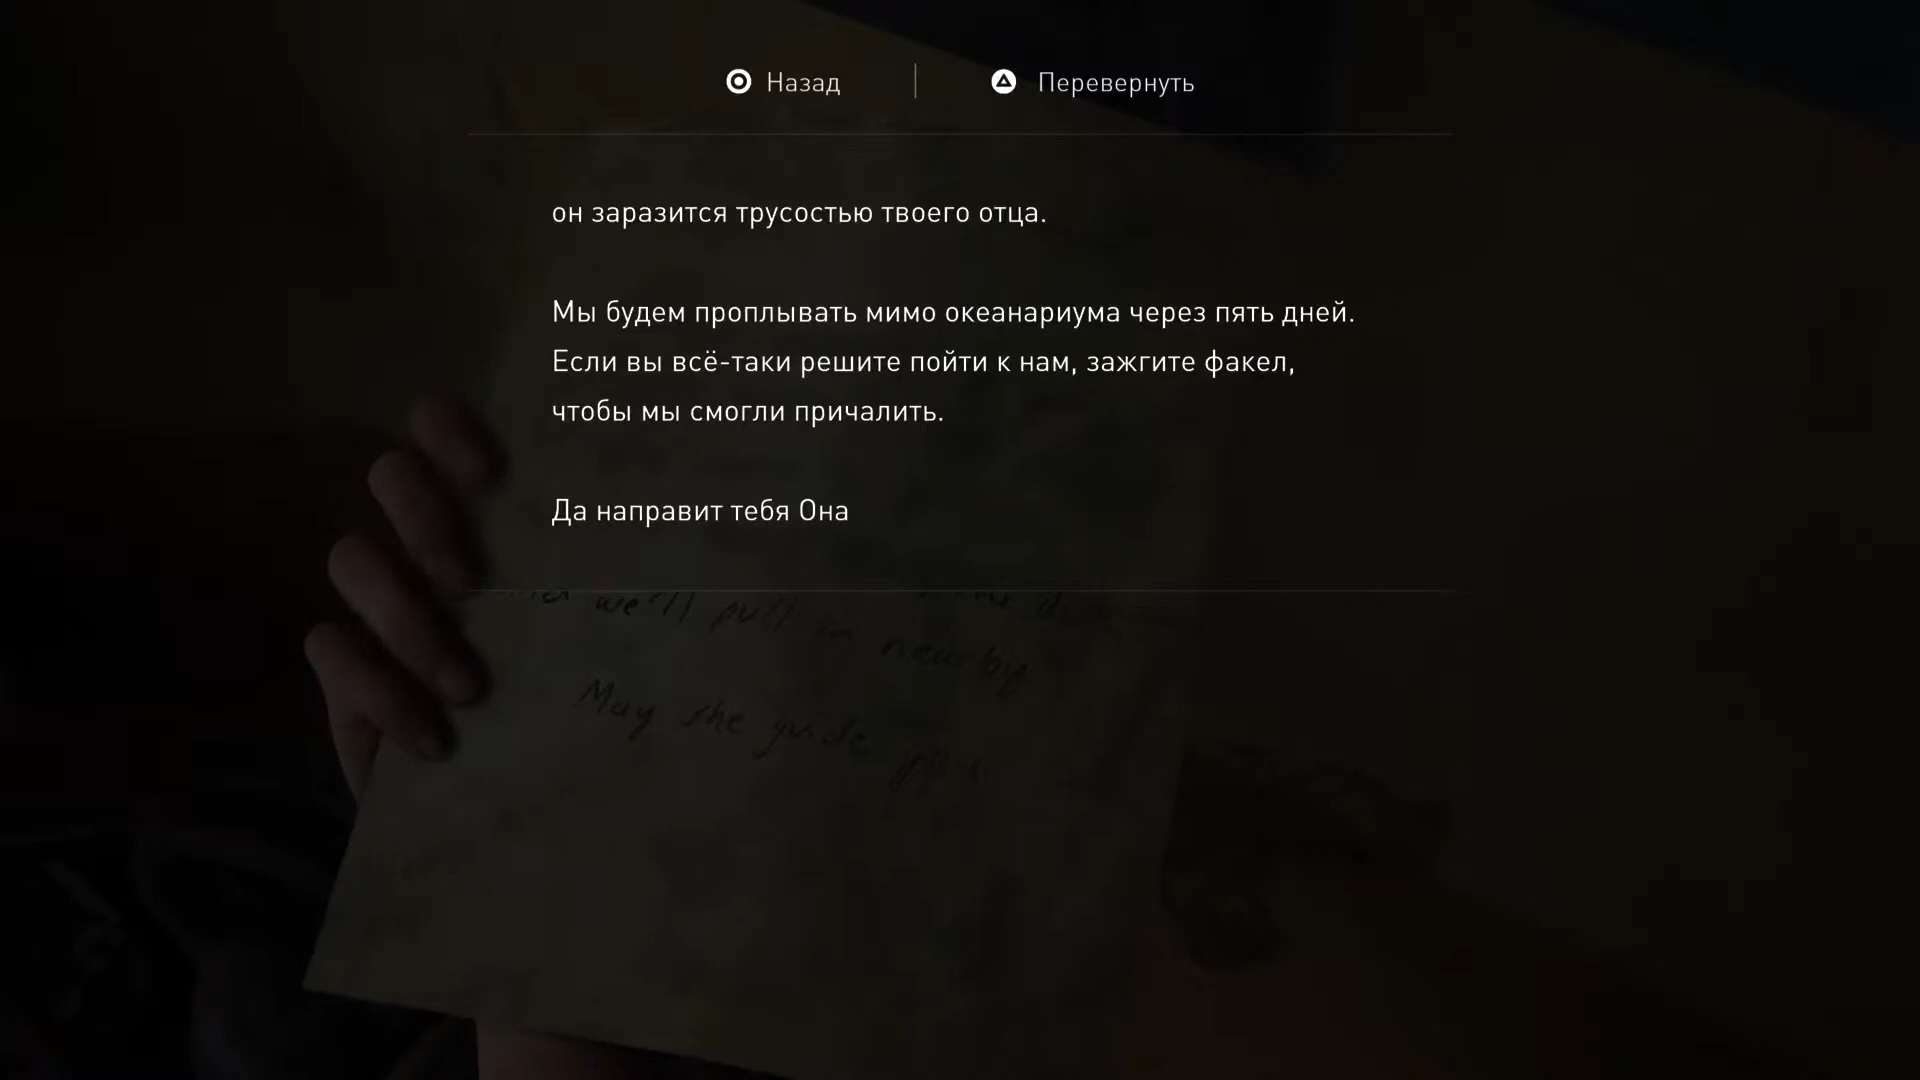 Назад
Перевернуть
он заразится трусостью твоего отца.
Мы будем проплывать мимо океанариума через пять дней.
Если вы всё-таки решите пойти к нам, зажгите факел,
чтобы мы смогли причалить.
Да направит тебя Она
we'll pull in nearby
May she guide you